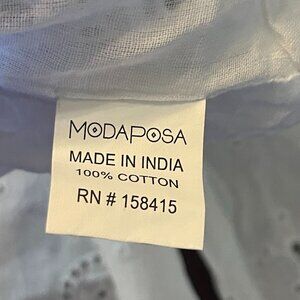 MODAPOSA
MADE IN INDIA
100% COTTON
RN # 158415